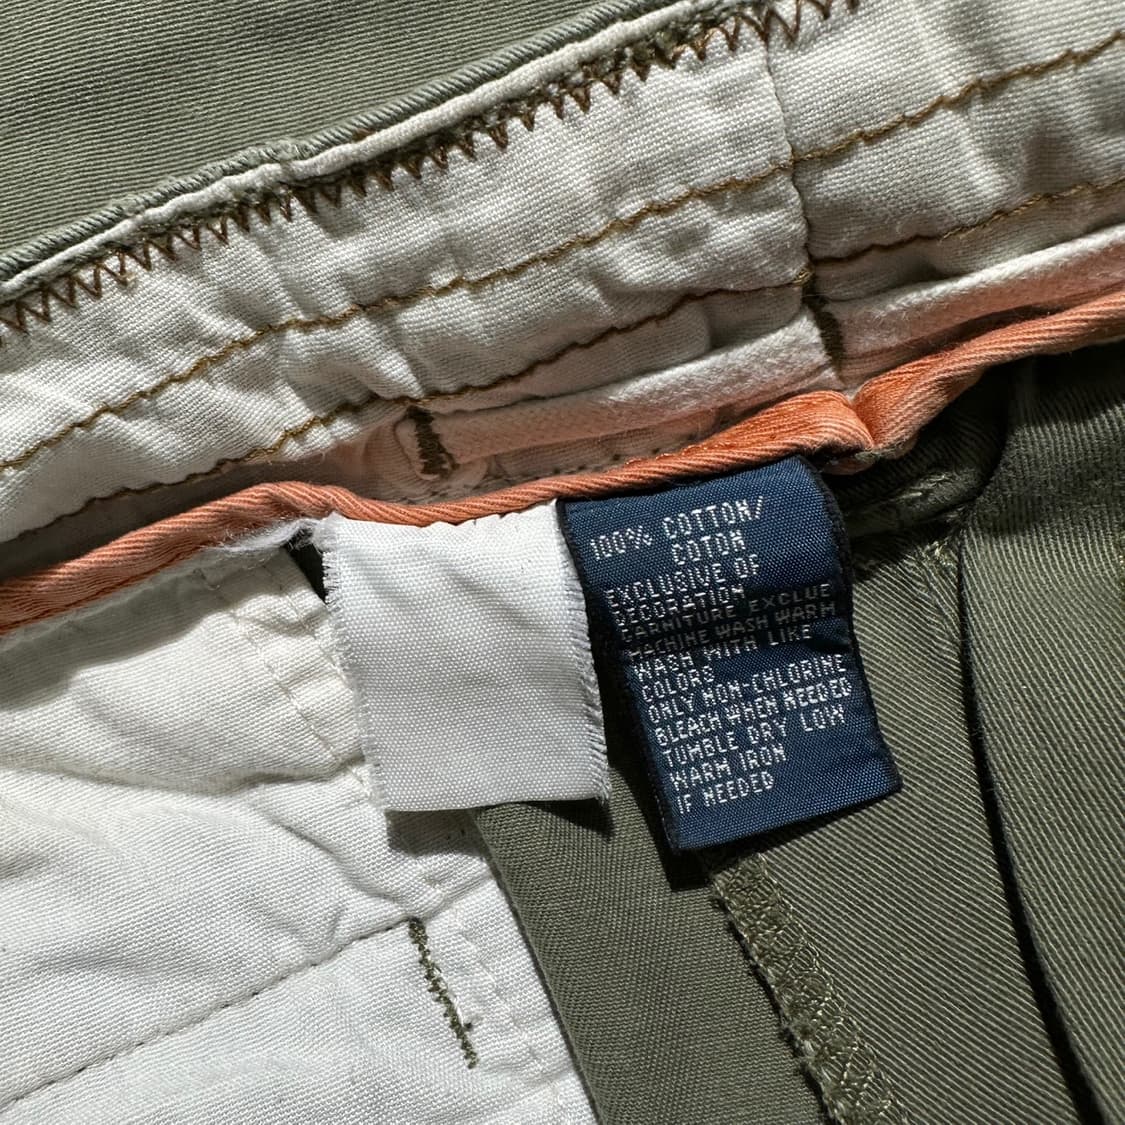 100% COTTON/
COTON
EXCLUSIVE OF
DECORATION
GARNITURE EXCLUE
MACHINE WASH WARM
WASH WITH LIKE
COLORS
ONLY NON-CHLORINE
BLEACH WHEN NEEDED
TUMBLE DRY LOW
WARM IRON
IF NEEDED